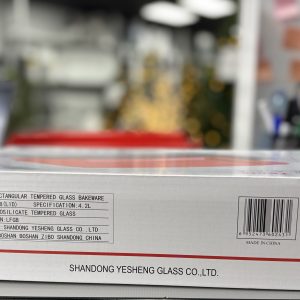 CTANGULAR TEMPERED GLASS BAKEWARE
(LID) SPECIFICATION:4.2L
OSILICATE TEMPERED GLASS
N LFGB
SHANDONG YESHENG GLASS CO.,LTD
BOSHAN ZIBO SHANDONG CHINA
MADE IN CHINA
SHANDONG YESHENG GLASS CO.,LTD.